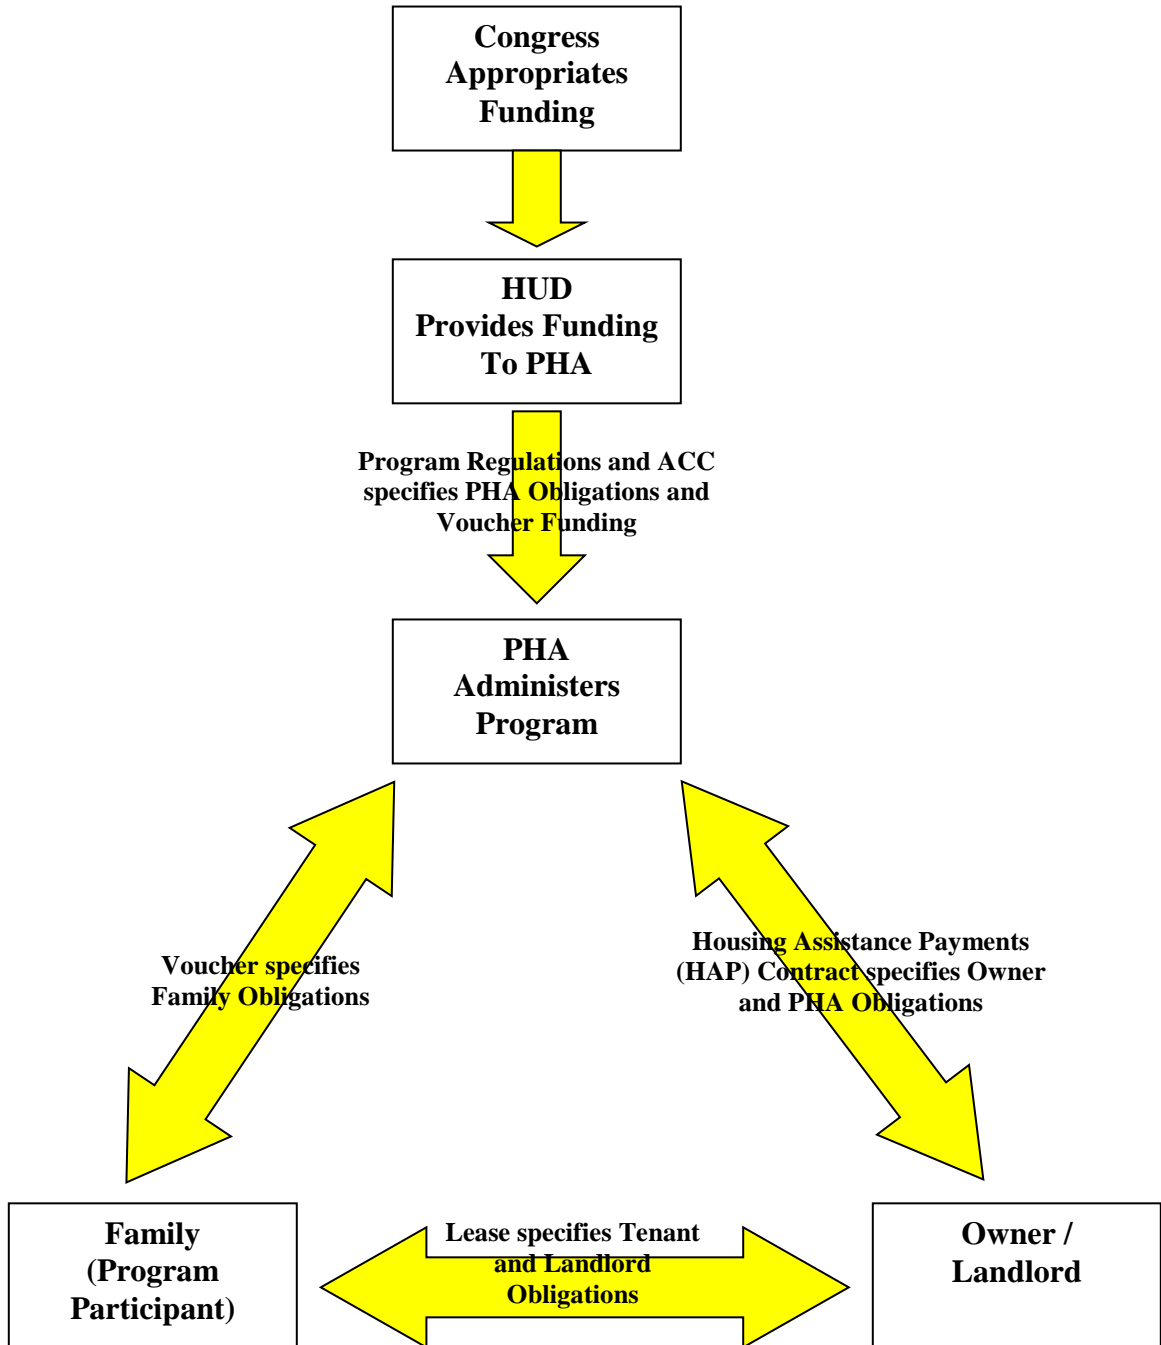 Congress
Appropriates
Funding
HUD
Provides Funding
To PHA
Program Regulations and ACC
specifies PHA Obligations and
Voucher Funding
PHA
Administers
Program
Voucher specifies
Family Obligations
Housing Assistance Payments
(HAP) Contract specifies Owner
and PHA Obligations
Family
(Program
Participant)
Lease specifies Tenant
and Landlord
Obligations
Owner /
Landlord